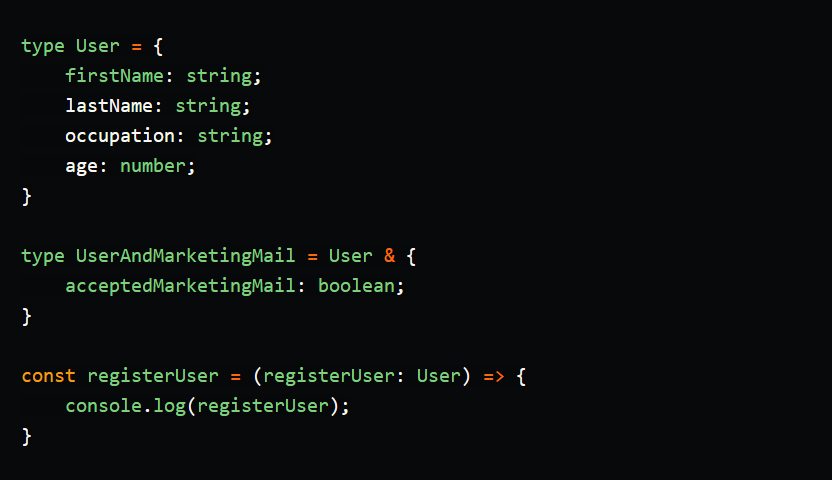 type User = {
    firstName: string;
    lastName: string;
    occupation: string;
    age: number;
}
type UserAndMarketingMail = User & {
    acceptedMarketingMail: boolean;
}
const registerUser = (registerUser: User) => {
    console.log(registerUser);
}